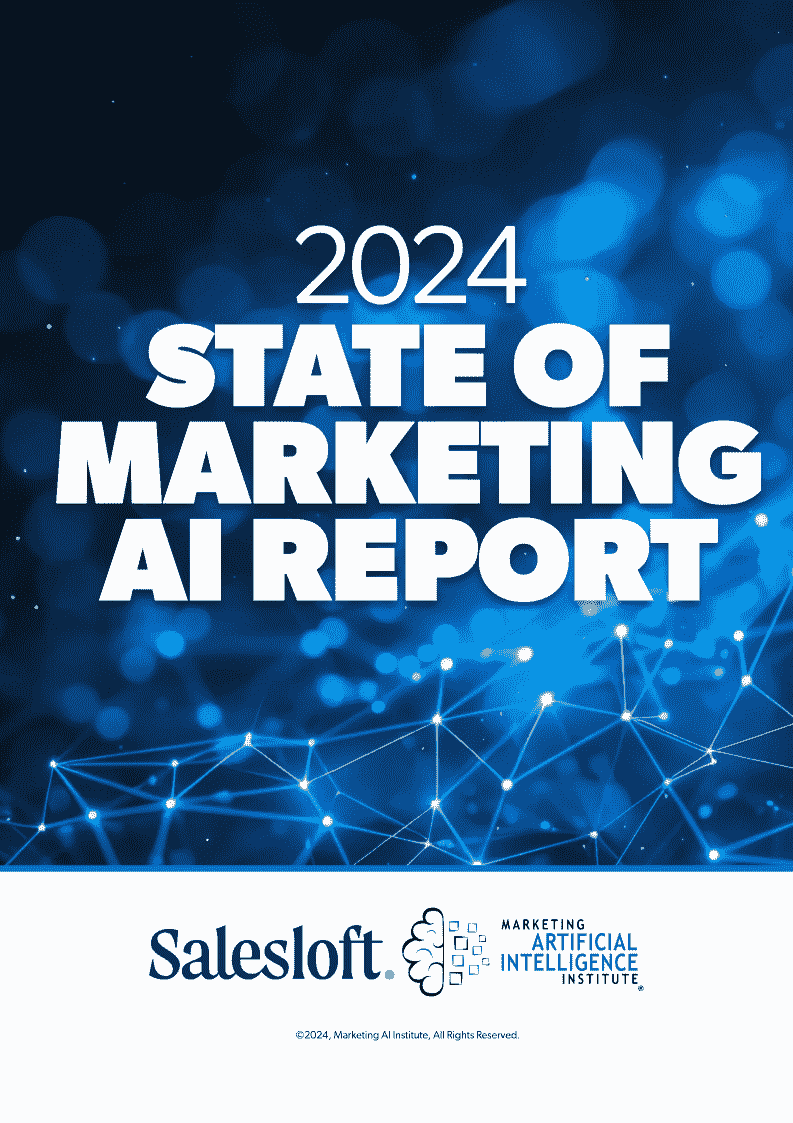 2024
STATE OF
MARKETING
AI REPORT
Salesloft.
MARKETING
ARTIFICIAL
INTELLIGENCE
INSTITUTE®
©2024, Marketing AI Institute, All Rights Reserved.